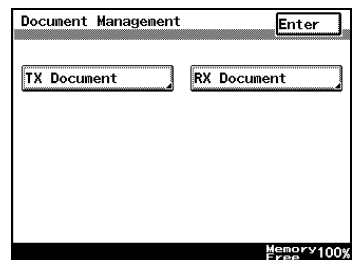 Document Management
Enter
TX Document
RX Document
Memory
Free 100%